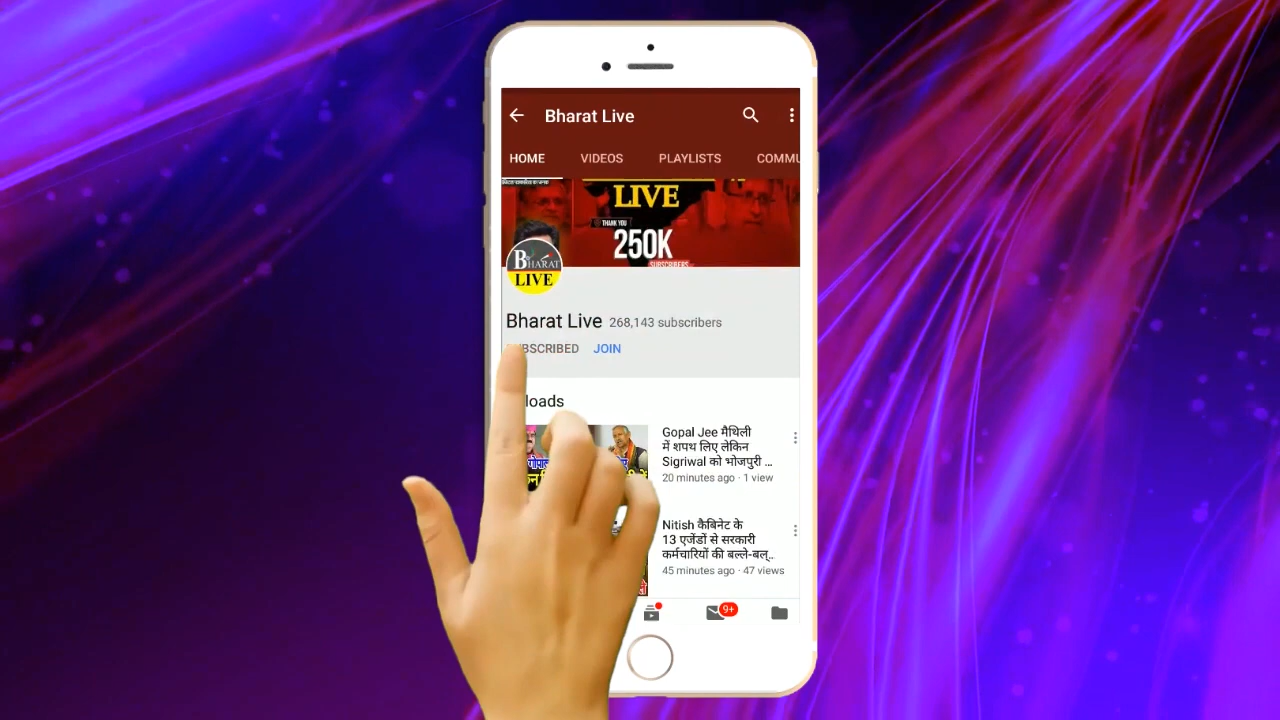 Bharat Live
HOME VIDEOS PLAYLISTS COMMU
LIVE
THANK YOU
250K
SUBSCRIBERS
BHARAT
LIVE
Bharat Live 268,143 subscribers
BSCRIBED JOIN
loads
Gopal Jee मैथिली
में शपथ लिए लेकिन
Sigriwal को भोजपुरी ...
20 minutes ago · 1 view
Nitish कैबिनेट के
13 एजेंडों से सरकारी
कर्मचारियों की बल्ले-बल्..
45 minutes ago · 47 views
9+